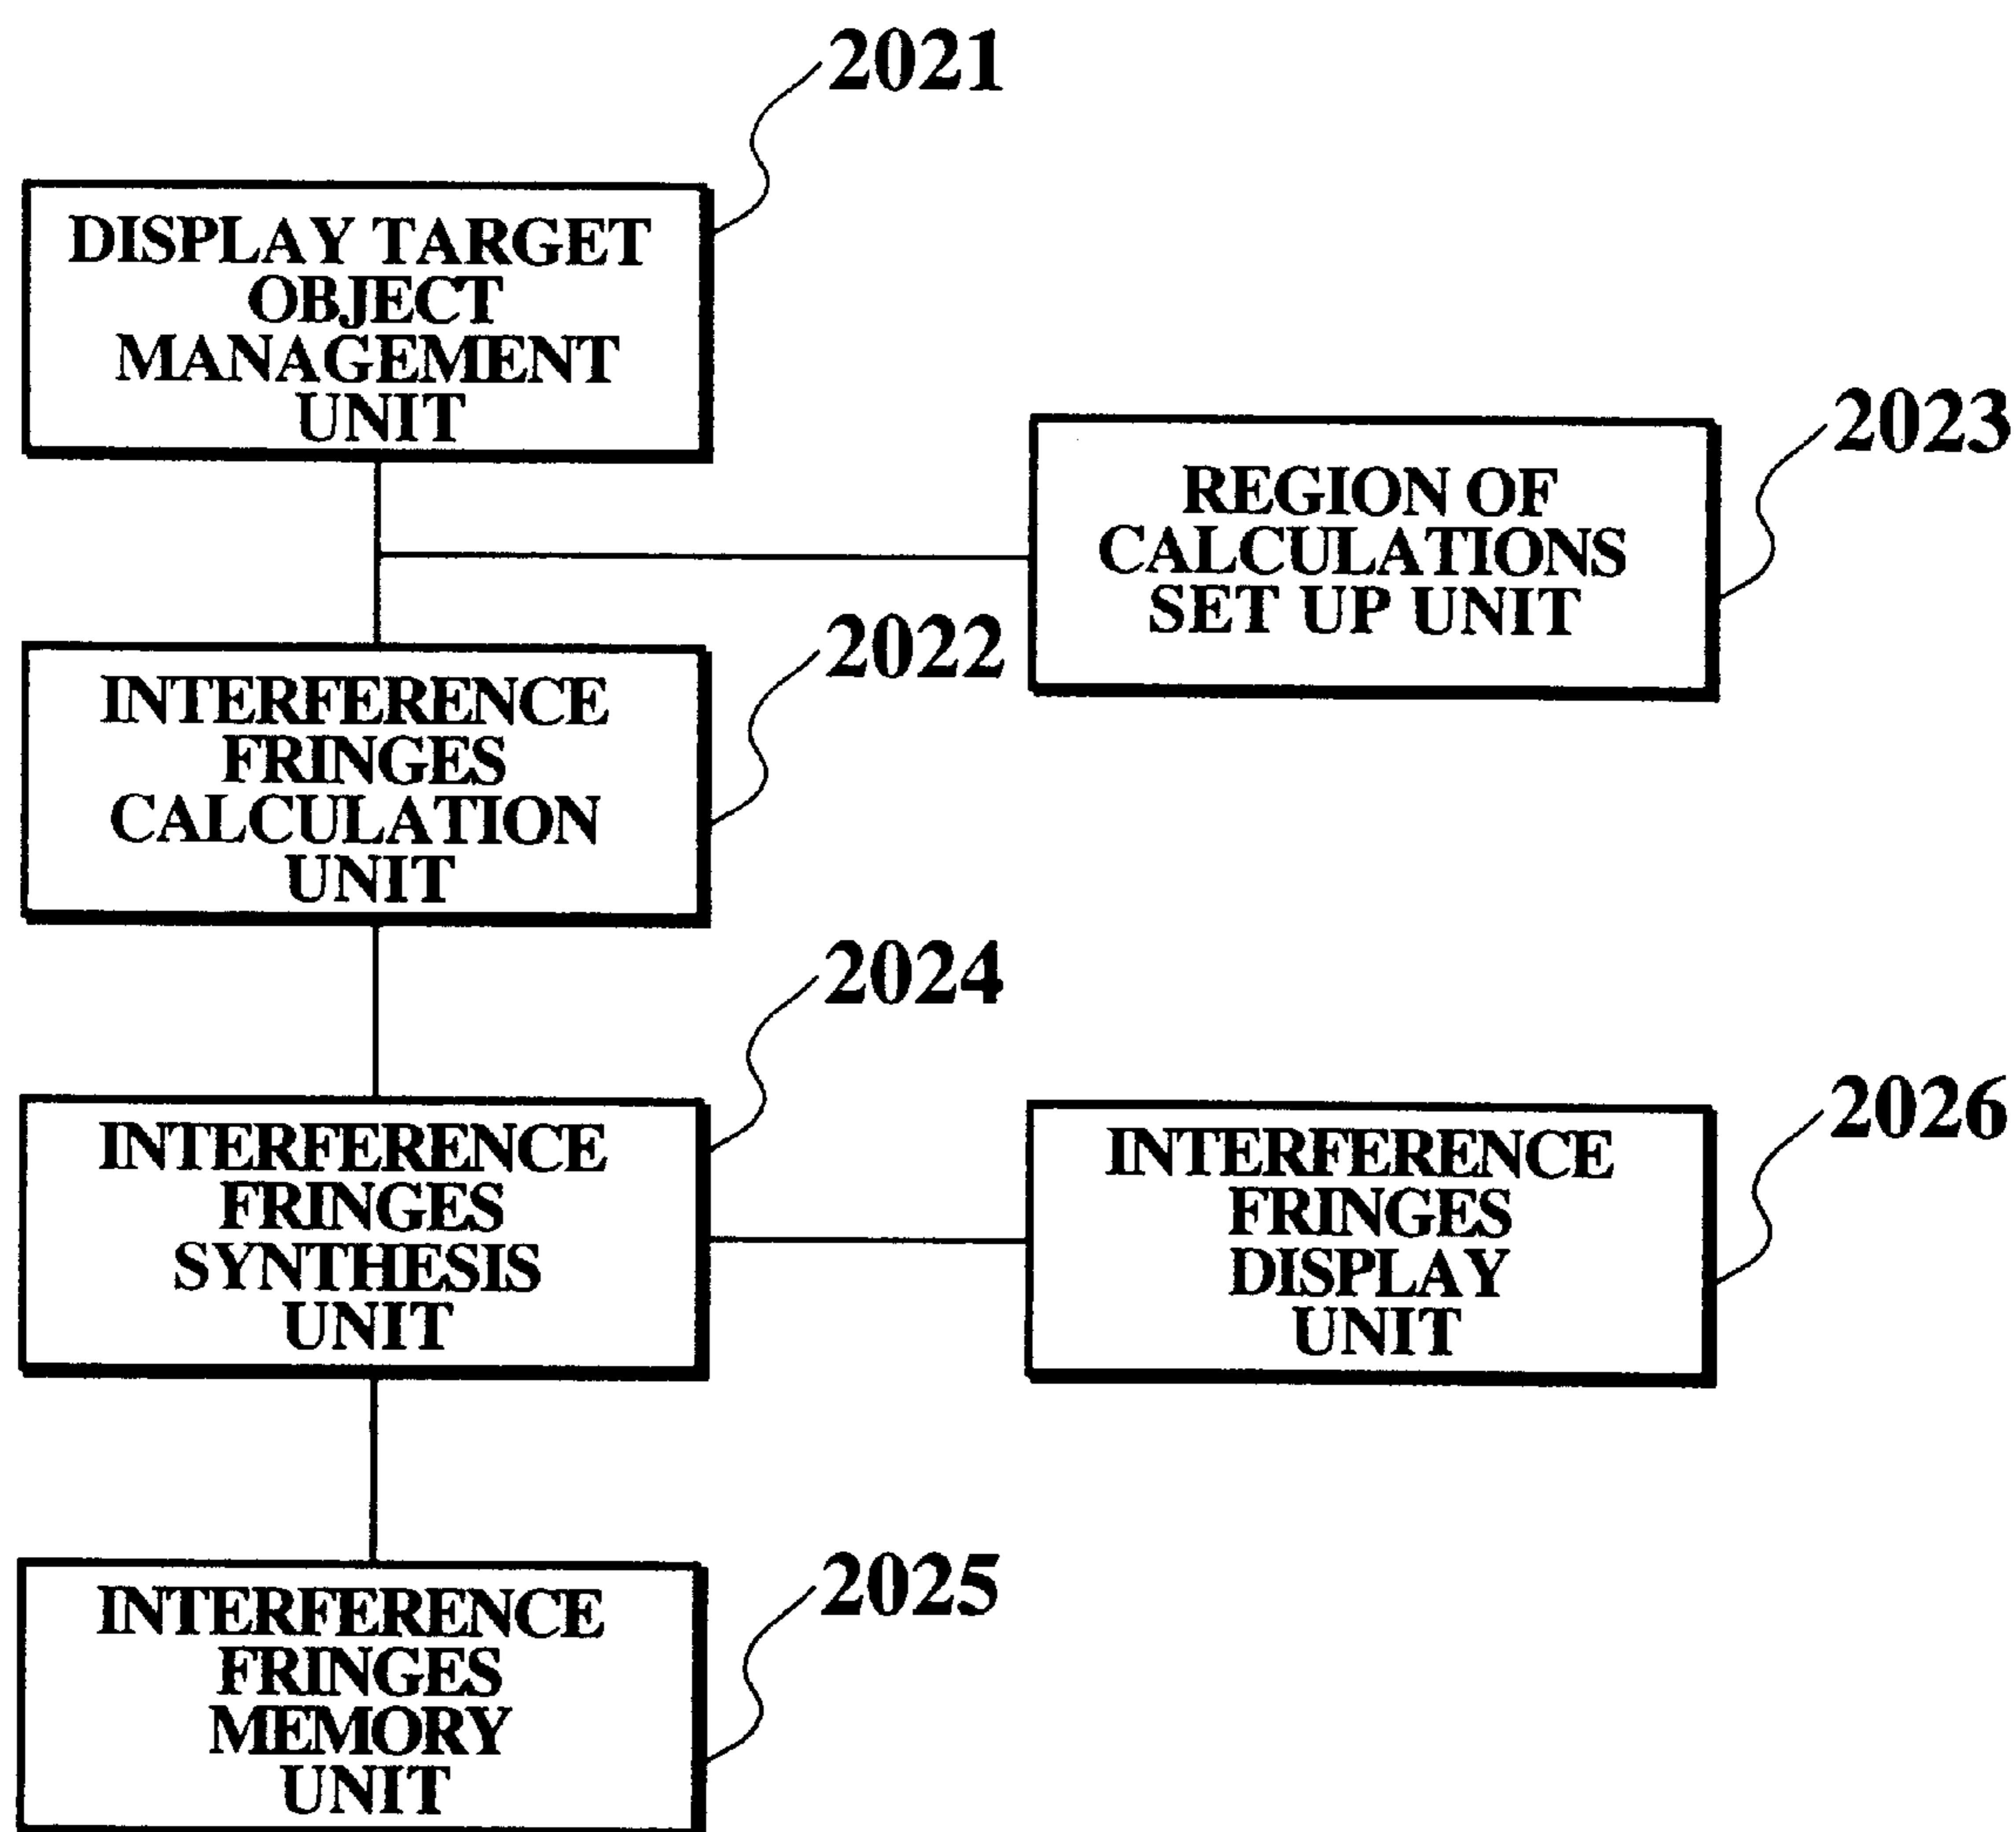 2021
DISPLAY TARGET
OBJECT
MANAGEMENT
UNIT
2023
REGION OF
CALCULATIONS
SET UP UNIT
2022
INTERFERENCE
FRINGES
CALCULATION
UNIT
2024
INTERFERENCE
FRINGES
SYNTHESIS
UNIT
2026
INTERFERENCE
FRINGES
DISPLAY
UNIT
2025
INTERFERENCE
FRINGES
MEMORY
UNIT